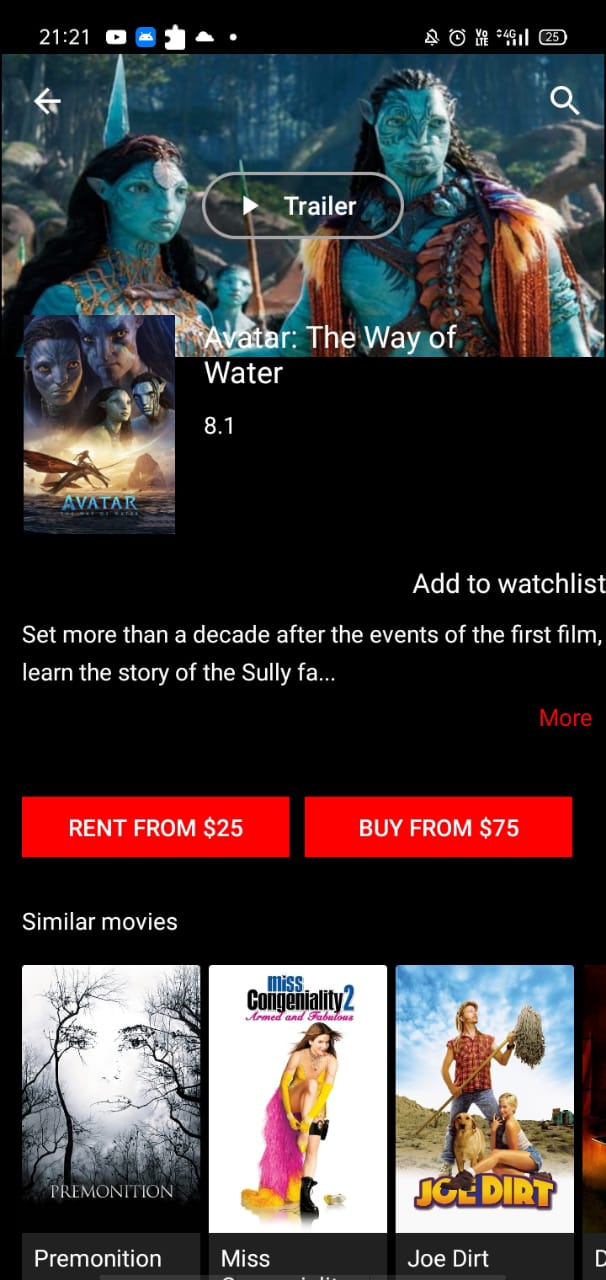 21:21
Vo LTE
4G
25
Trailer
Avatar: The Way of
Water
8.1
AVATAR
THE WAY OF WATER
Add to watchlist
Set more than a decade after the events of the first film,
learn the story of the Sully fa...
More
RENT FROM $25
BUY FROM $75
Similar movies
PREMONITION
miss
Congeniality 2
Armed and Fabulous
JOE DIRT
Premonition
Miss
Joe Dirt
D